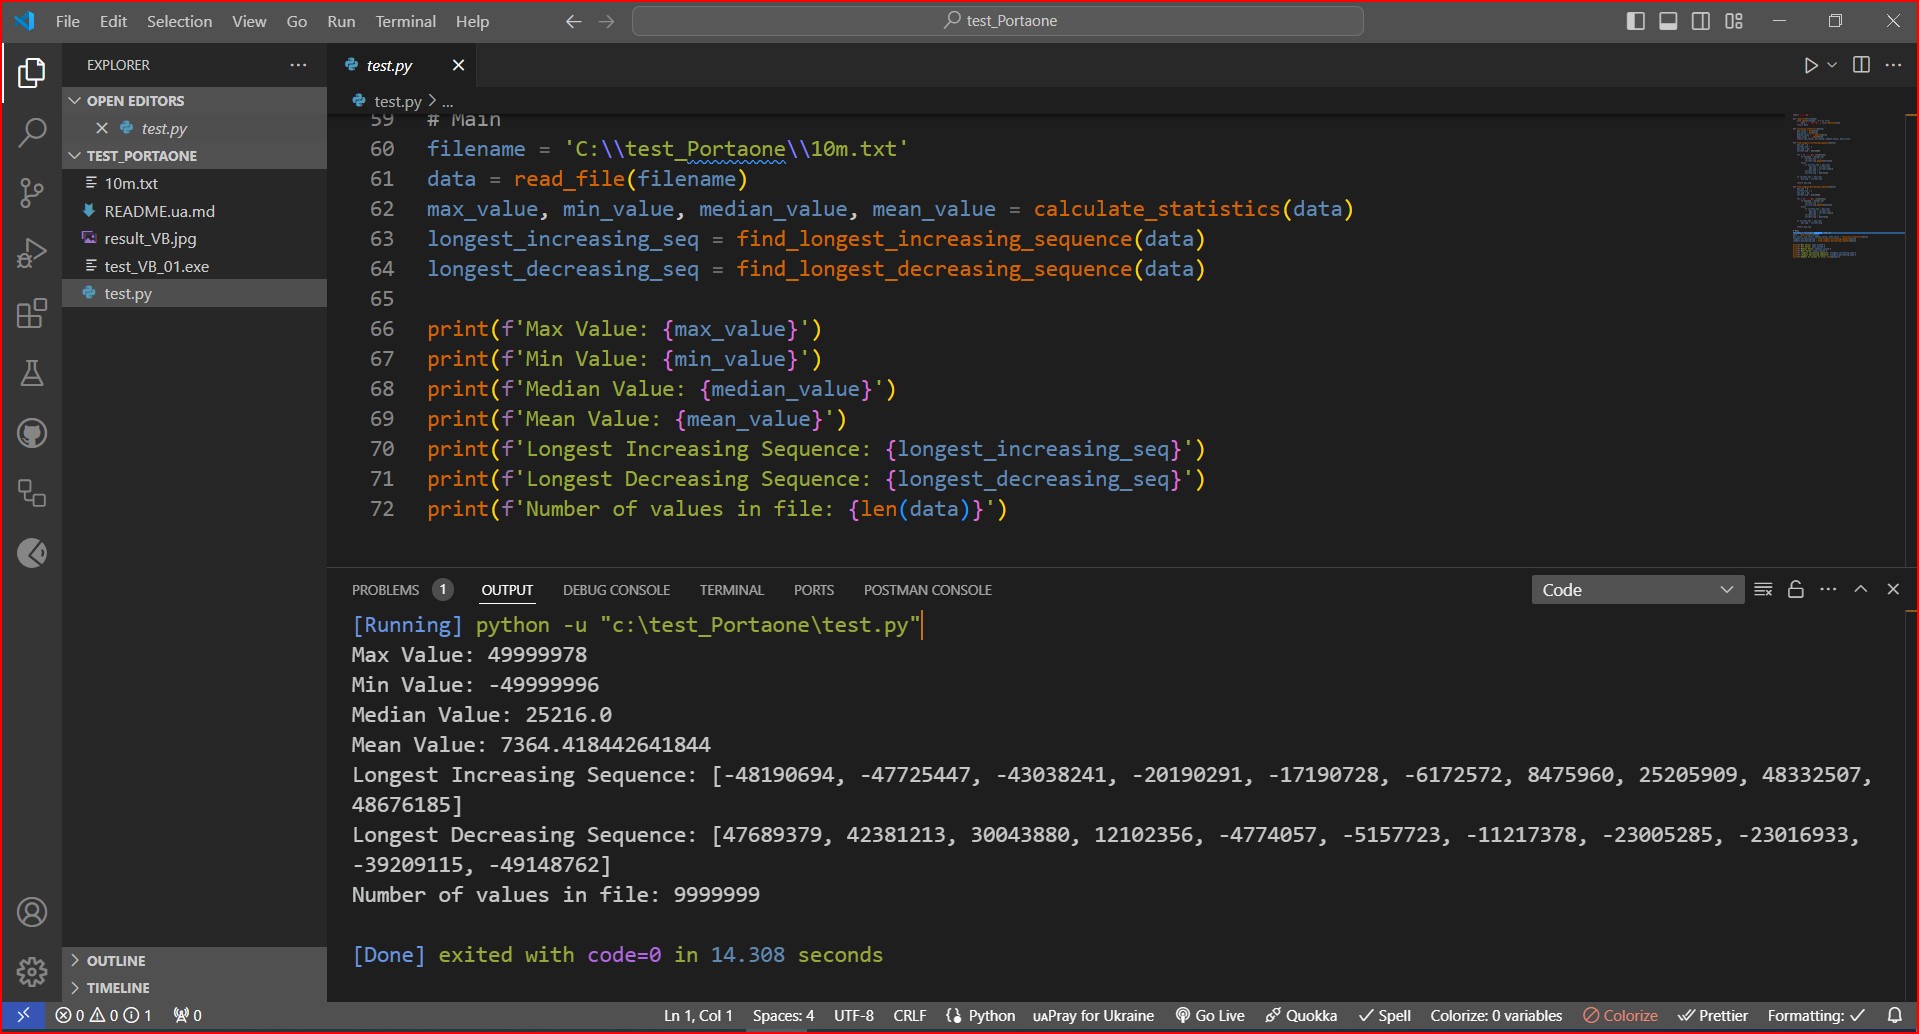 File Edit Selection View Go Run Terminal Help
test_Portaone
EXPLORER
OPEN EDITORS
test.py
TEST_PORTAONE
10m.txt
README.ua.md
result_VB.jpg
test_VB_01.exe
test.py
OUTLINE
TIMELINE
test.py
test.py > ...
59 # Main
60 filename = 'C:\\test_Portaone\\10m.txt'
61 data = read_file(filename)
62 max_value, min_value, median_value, mean_value = calculate_statistics(data)
63 longest_increasing_seq = find_longest_increasing_sequence(data)
64 longest_decreasing_seq = find_longest_decreasing_sequence(data)
65
66 print(f'Max Value: {max_value}')
67 print(f'Min Value: {min_value}')
68 print(f'Median Value: {median_value}')
69 print(f'Mean Value: {mean_value}')
70 print(f'Longest Increasing Sequence: {longest_increasing_seq}')
71 print(f'Longest Decreasing Sequence: {longest_decreasing_seq}')
72 print(f'Number of values in file: {len(data)}')
PROBLEMS 1 OUTPUT DEBUG CONSOLE TERMINAL PORTS POSTMAN CONSOLE Code
[Running] python -u "c:\test_Portaone\test.py"
Max Value: 49999978
Min Value: -49999996
Median Value: 25216.0
Mean Value: 7364.418442641844
Longest Increasing Sequence: [-48190694, -47725447, -43038241, -20190291, -17190728, -6172572, 8475960, 25205909, 48332507,
48676185]
Longest Decreasing Sequence: [47689379, 42381213, 30043880, 12102356, -4774057, -5157723, -11217378, -23005285, -23016933,
-39209115, -49148762]
Number of values in file: 9999999
[Done] exited with code=0 in 14.308 seconds
0 0 1 0 Ln 1, Col 1 Spaces: 4 UTF-8 CRLF Python UAPray for Ukraine Go Live Quokka Spell Colorize: 0 variables Colorize Prettier Formatting: